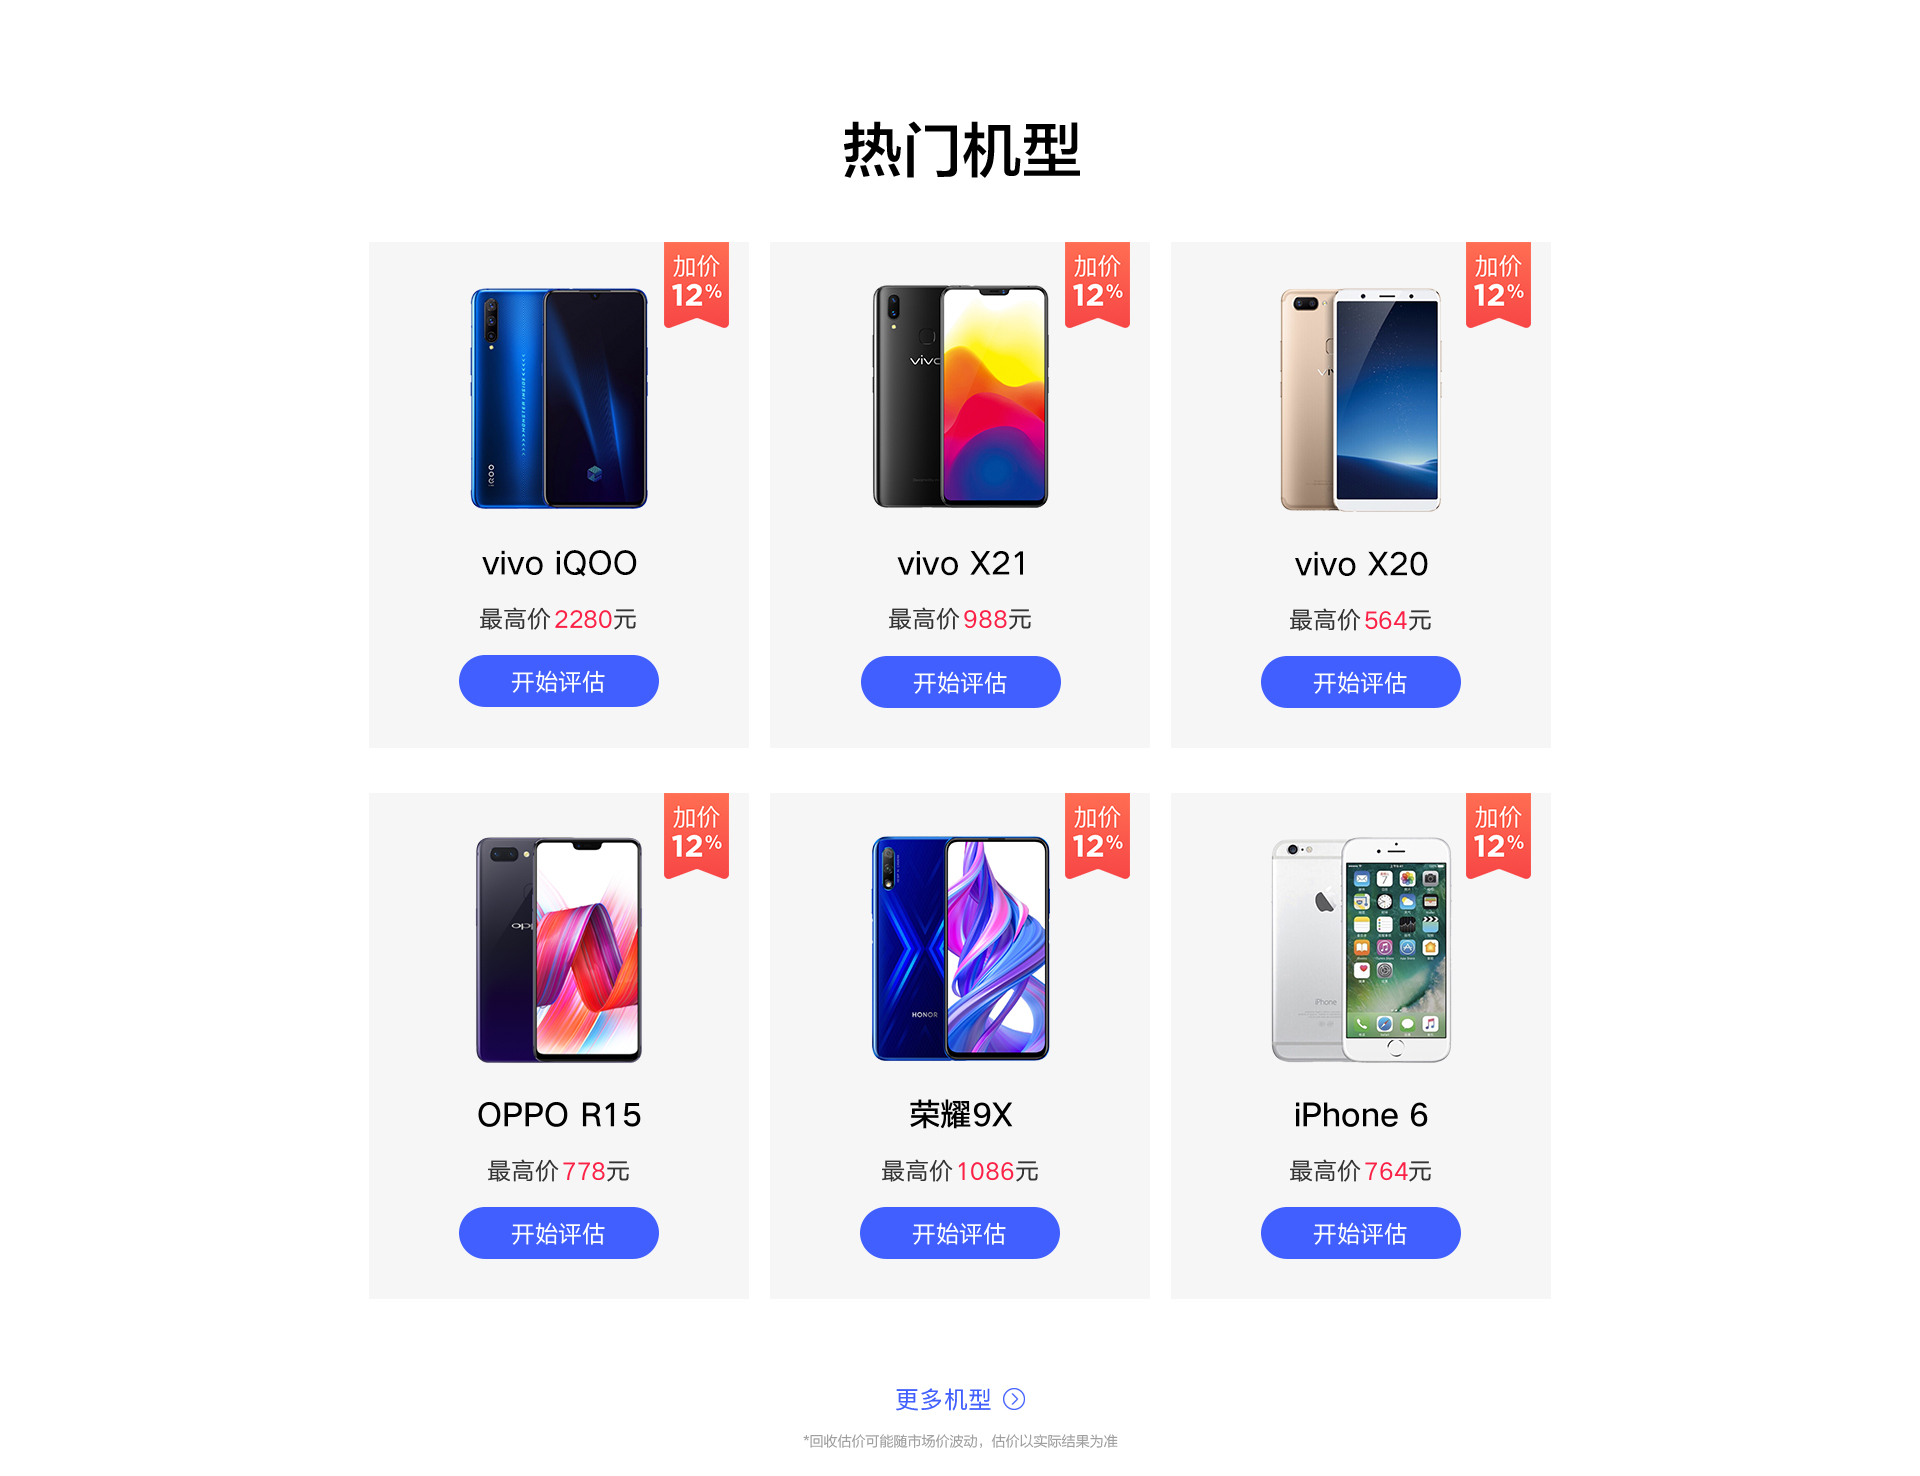 热门机型
加价
12%
加价
12%
加价
12%
MONSTER INSIDE
iQOO
vivo
vivo iQOO
vivo X21
vivo X20
最高价2280元
最高价988元
最高价564元
开始评估
开始评估
开始评估
加价
12%
加价
12%
加价
12%
HONOR
iPhone
OPPO R15
荣耀9X
iPhone 6
最高价778元
最高价1086元
最高价764元
开始评估
开始评估
开始评估
更多机型
*回收估价可能随市场价波动，估价以实际结果为准